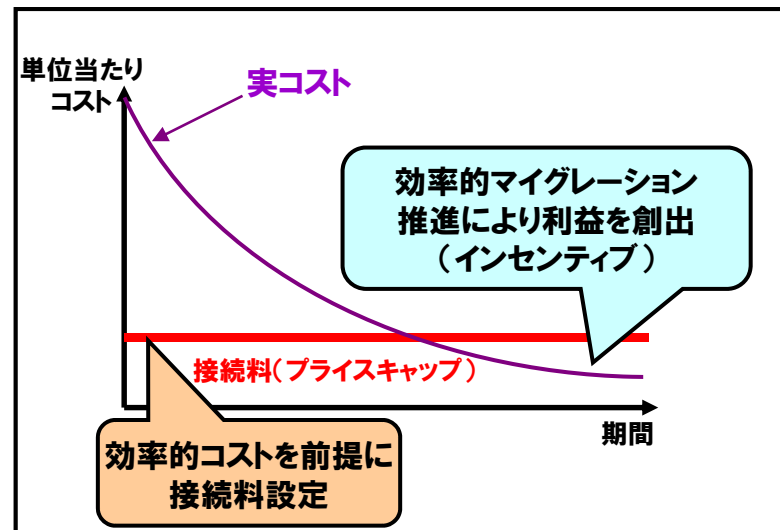 単位当たり
コスト
実コスト
効率的マイグレーション
推進により利益を創出
(インセンティブ)
接続料(プライスキャップ)
期間
効率的コストを前提に
接続料設定